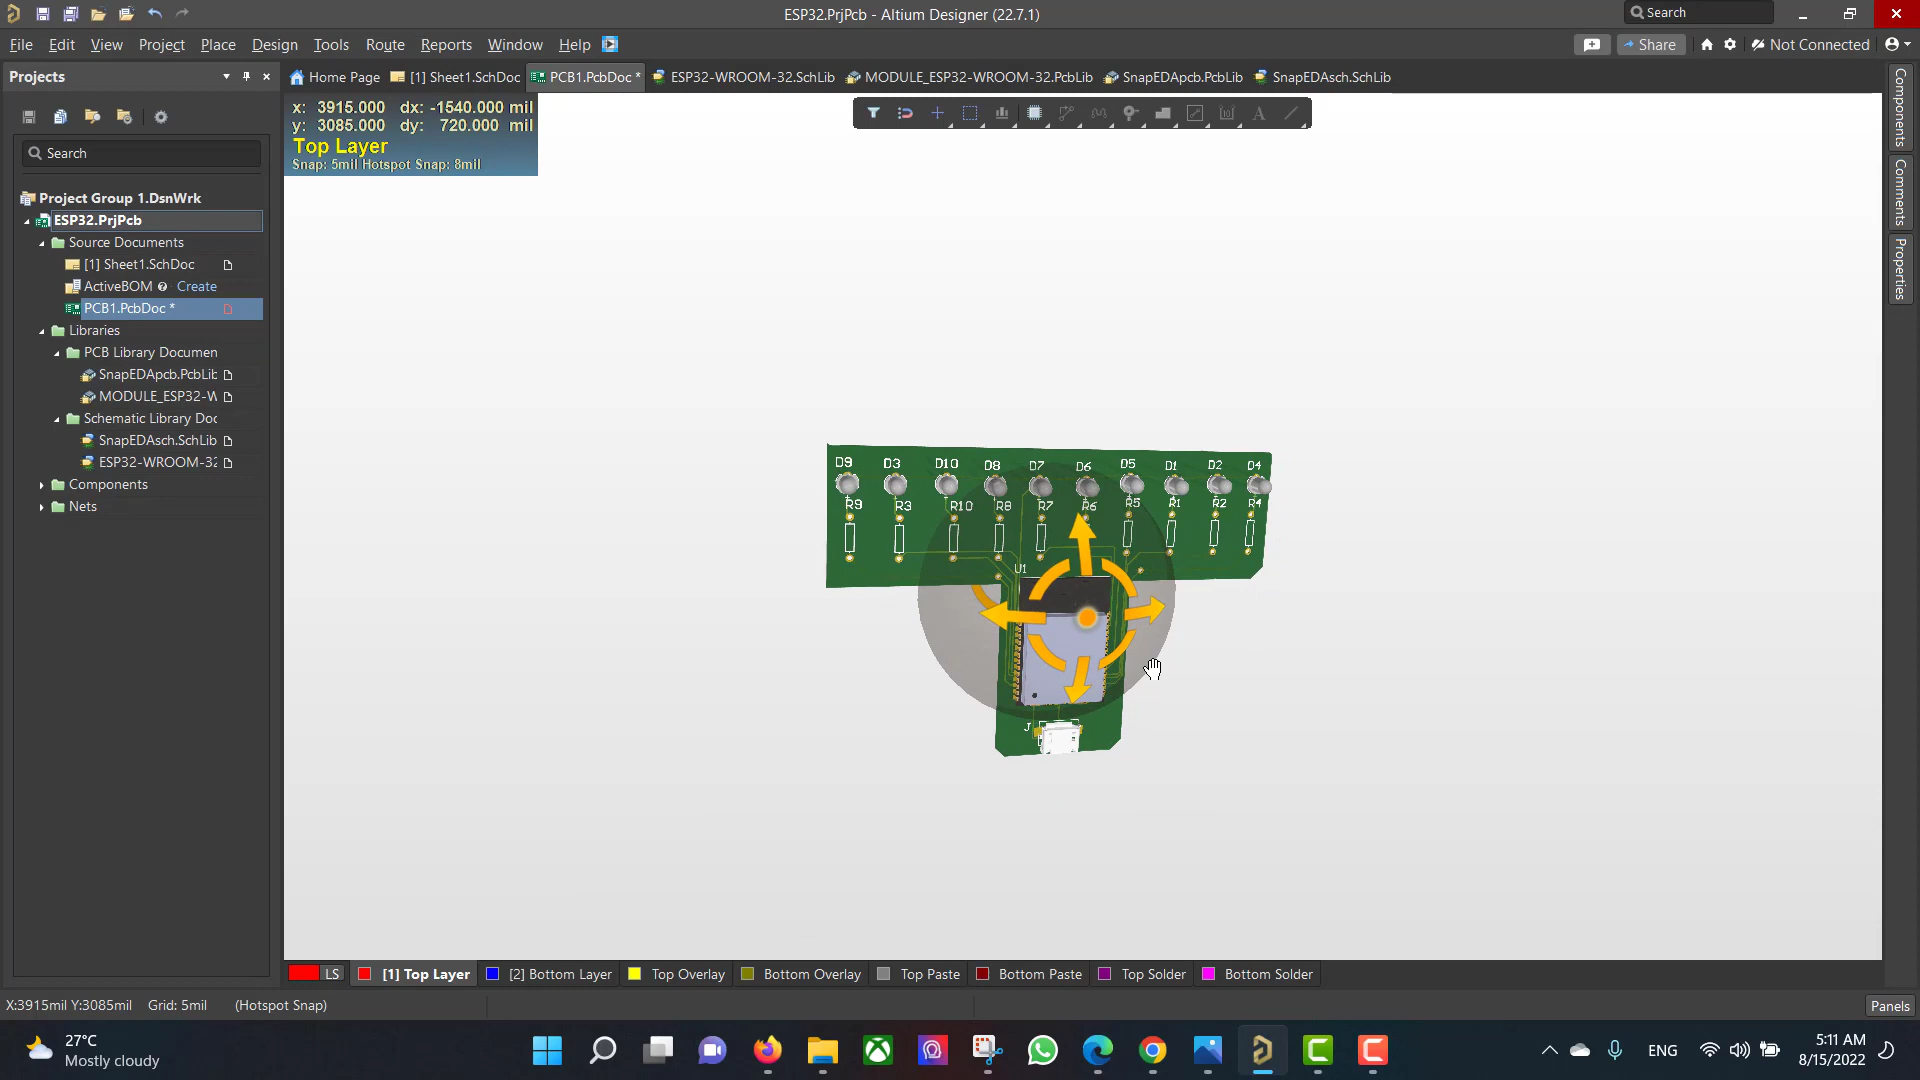 ESP32.PrjPcb - Altium Designer (22.7.1)
Search
File Edit View Project Place Design Tools Route Reports Window Help
Share
Not Connected
Projects
Home Page
[1] Sheet1.SchDoc
PCB1.PcbDoc *
ESP32-WROOM-32.SchLib
MODULE_ESP32-WROOM-32.PcbLib
SnapEDApcb.PcbLib
SnapEDAsch.SchLib
x: 3915.000 dx: -1540.000 mil
y: 3085.000 dy: 720.000 mil
Top Layer
Snap: 5mil Hotspot Snap: 8mil
Search
Project Group 1.DsnWrk
ESP32.PrjPcb
Source Documents
[1] Sheet1.SchDoc
ActiveBOM Create
PCB1.PcbDoc *
Libraries
PCB Library Documen
SnapEDApcb.PcbLib
MODULE_ESP32-W
Schematic Library Doc
SnapEDAsch.SchLib
ESP32-WROOM-32
Components
Nets
Components
Comments
Properties
D9 D3 D10 D8 D7 D6 D5 D1 D2 D4
R9 R3 R10 R8 R7 R6 R5 R1 R2 R4
U1
J
LS
[1] Top Layer
[2] Bottom Layer
Top Overlay
Bottom Overlay
Top Paste
Bottom Paste
Top Solder
Bottom Solder
X:3915mil Y:3085mil Grid: 5mil (Hotspot Snap)
Panels
27°C
Mostly cloudy
ENG
5:11 AM
8/15/2022